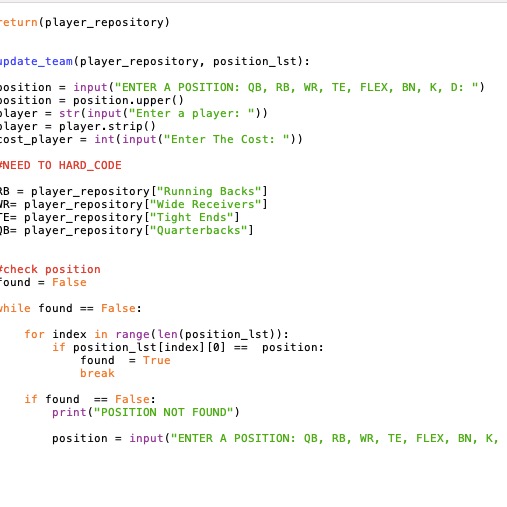 return(player_repository)
update_team(player_repository, position_lst):
position = input("ENTER A POSITION: QB, RB, WR, TE, FLEX, BN, K, D: ")
position = position.upper()
player = str(input("Enter a player: "))
player = player.strip()
cost_player = int(input("Enter The Cost: "))
#NEED TO HARD_CODE
RB = player_repository["Running Backs"]
WR= player_repository["Wide Receivers"]
TE= player_repository["Tight Ends"]
QB= player_repository["Quarterbacks"]
#check position
found = False
while found == False:
for index in range(len(position_lst)):
if position_lst[index][0] ==  position:
found  = True
break
if found  == False:
print("POSITION NOT FOUND")
position = input("ENTER A POSITION: QB, RB, WR, TE, FLEX, BN, K,